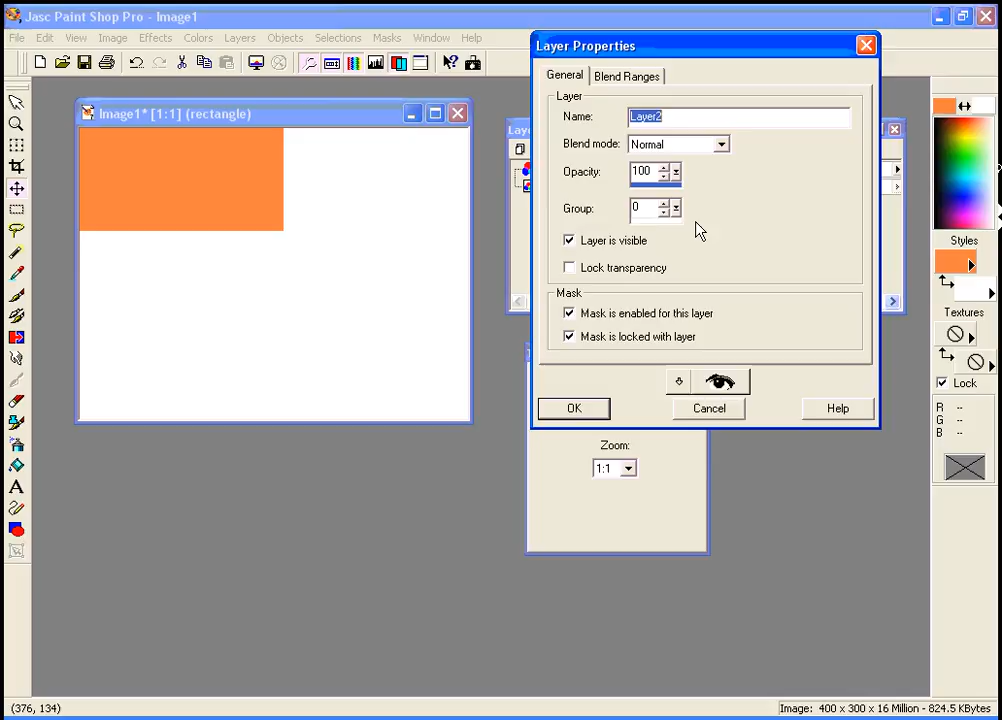 Jasc Paint Shop Pro - Image1
File Edit View Image Effects Colors Layers Objects Selections Masks Window Help
Image1* [1:1] (rectangle)
Layer Properties
General Blend Ranges
Layer
Name: Layer2
Blend mode: Normal
Opacity: 100
Group: 0
Layer is visible
Lock transparency
Mask
Mask is enabled for this layer
Mask is locked with layer
OK Cancel Help
Zoom:
1:1
Styles
Textures
Lock
R --
G --
B --
(376, 134)
Image: 400 x 300 x 16 Million - 824.5 KBytes